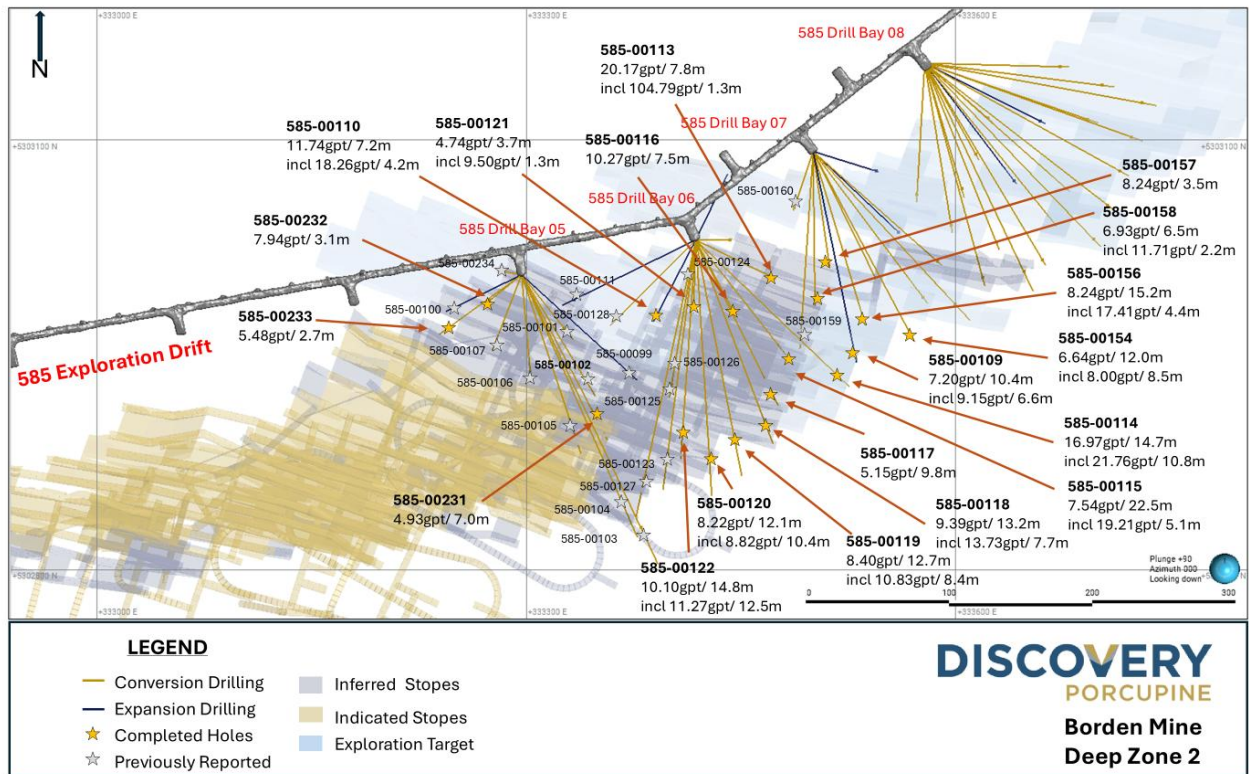 +333000 E
+333300 E
+333600 E
585 Drill Bay 08
N
585-00113
20.17gpt/ 7.8m
incl 104.79gpt/ 1.3m
585-00110
11.74gpt/ 7.2m
incl 18.26gpt/ 4.2m
585-00121
4.74gpt/ 3.7m
incl 9.50gpt/ 1.3m
585-00116
10.27gpt/ 7.5m
585 Drill Bay 07
+5303100 N
+5303100 N
585-00157
8.24gpt/ 3.5m
585-00160
585 Drill Bay 06
585-00158
6.93gpt/ 6.5m
incl 11.71gpt/ 2.2m
585-00232
7.94gpt/ 3.1m
585 Drill Bay 05
585-00234
585-00124
585-00111
585-00156
8.24gpt/ 15.2m
incl 17.41gpt/ 4.4m
585-00100
585-00128
585-00233
5.48gpt/ 2.7m
585-00101
585-00159
585-00154
6.64gpt/ 12.0m
incl 8.00gpt/ 8.5m
585 Exploration Drift
585-00107
585-00099
585-00102
585-00126
585-00109
7.20gpt/ 10.4m
incl 9.15gpt/ 6.6m
585-00106
585-00125
585-00105
585-00114
16.97gpt/ 14.7m
incl 21.76gpt/ 10.8m
585-00117
5.15gpt/ 9.8m
585-00123
585-00127
585-00115
7.54gpt/ 22.5m
incl 19.21gpt/ 5.1m
585-00231
4.93gpt/ 7.0m
585-00104
585-00120
8.22gpt/ 12.1m
incl 8.82gpt/ 10.4m
585-00118
9.39gpt/ 13.2m
incl 13.73gpt/ 7.7m
585-00103
585-00119
8.40gpt/ 12.7m
incl 10.83gpt/ 8.4m
585-00122
10.10gpt/ 14.8m
incl 11.27gpt/ 12.5m
Plunge +90
Azimuth 000
Looking down
0 100 200 300
+333000 E
+333300 E
+333600 E
LEGEND
Conversion Drilling
Expansion Drilling
Completed Holes
Previously Reported
Inferred Stopes
Indicated Stopes
Exploration Target
DISCOVERY
PORCUPINE
Borden Mine
Deep Zone 2